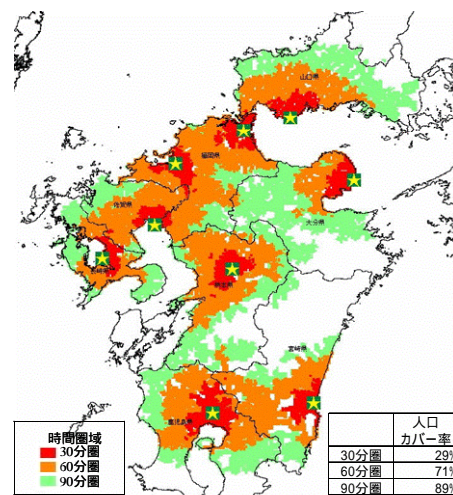 山口県
福岡県
佐賀県
大分県
長崎県
熊本県
宮崎県
鹿児島県
時間圏域
30分圏
60分圏
90分圏
人口
カバー率
30分圏 29%
60分圏 71%
90分圏 89%